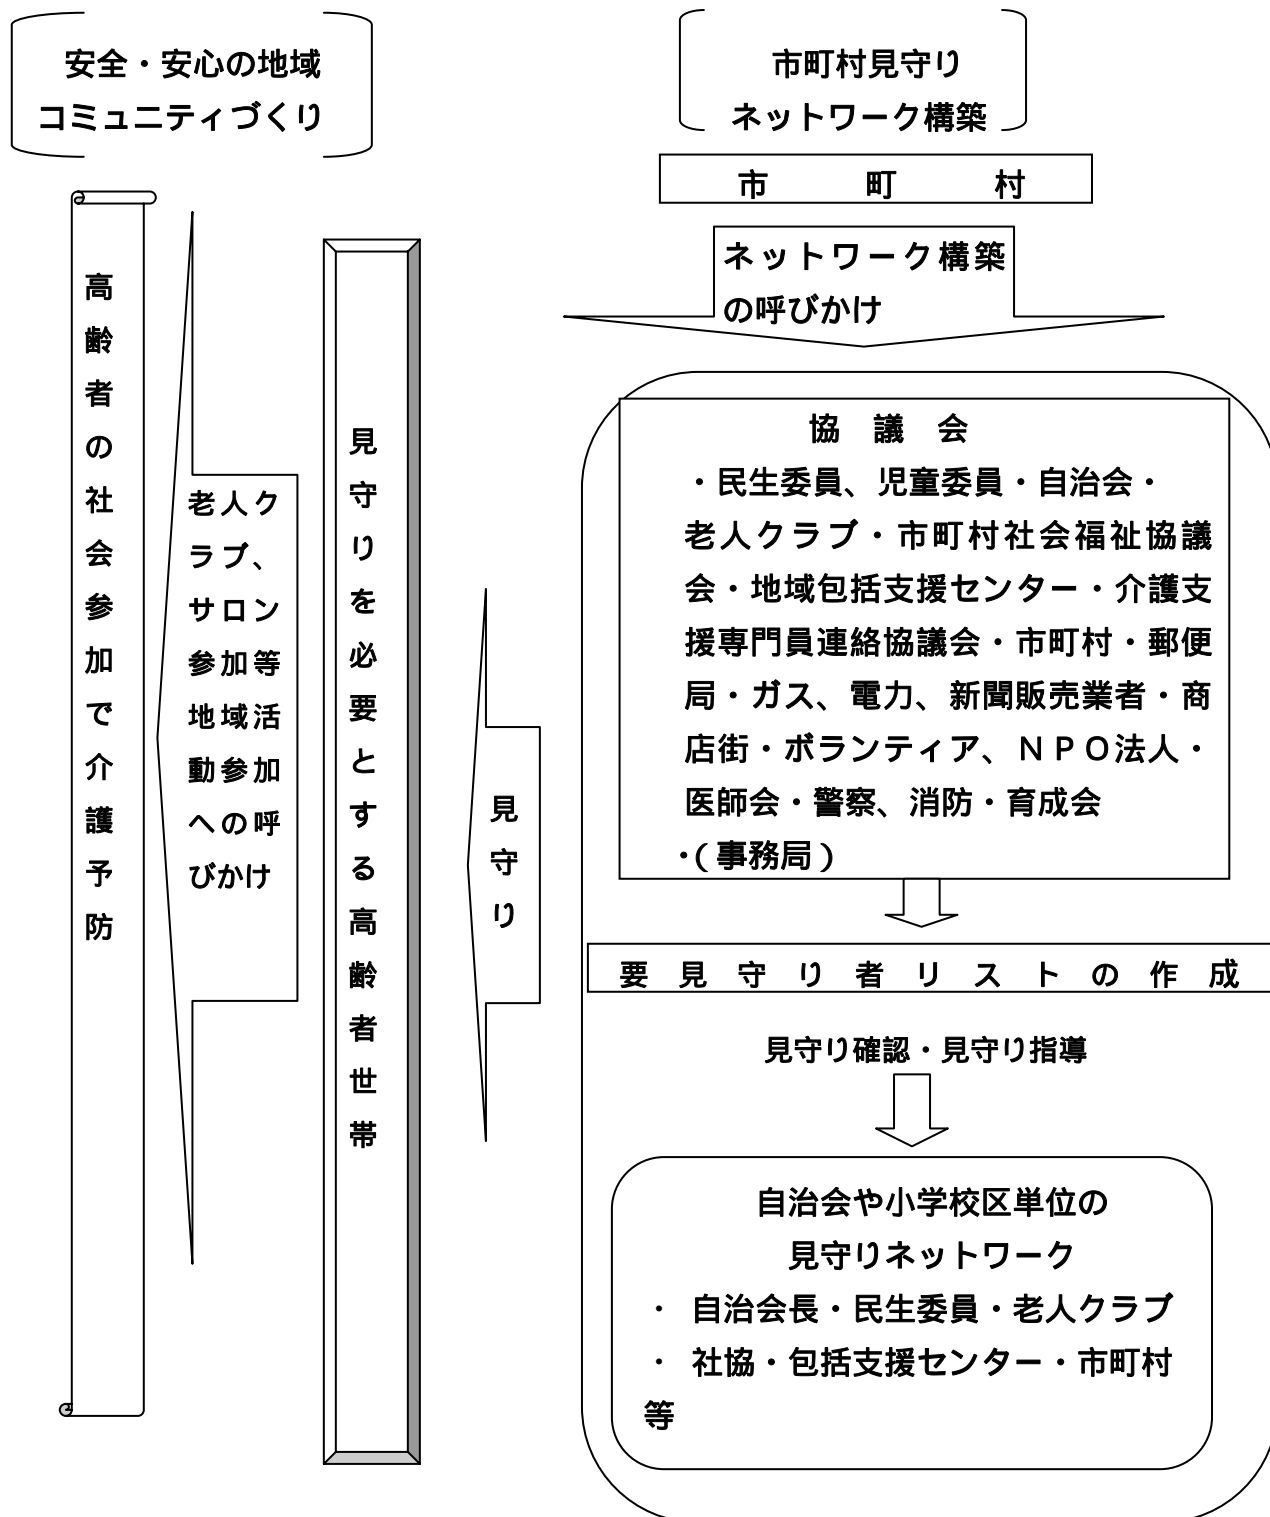 安全・安心の地域
コミュニティづくり
市町村見守り
ネットワーク構築
市町村
ネットワーク構築
の呼びかけ
高齢者の社会参加で介護予防
老人ク
ラブ、
サロン
参加等
地域活
動参加
への呼
びかけ
見守りを必要とする高齢者世帯
見守り
協議会
・民生委員、児童委員・自治会・
老人クラブ・市町村社会福祉協議
会・地域包括支援センター・介護支
援専門員連絡協議会・市町村・郵便
局・ガス、電力、新聞販売業者・商
店街・ボランティア、ＮＰＯ法人・
医師会・警察、消防・育成会
・（事務局）
要見守り者リストの作成
見守り確認・見守り指導
自治会や小学校区単位の
見守りネットワーク
・ 自治会長・民生委員・老人クラブ
・ 社協・包括支援センター・市町村
等